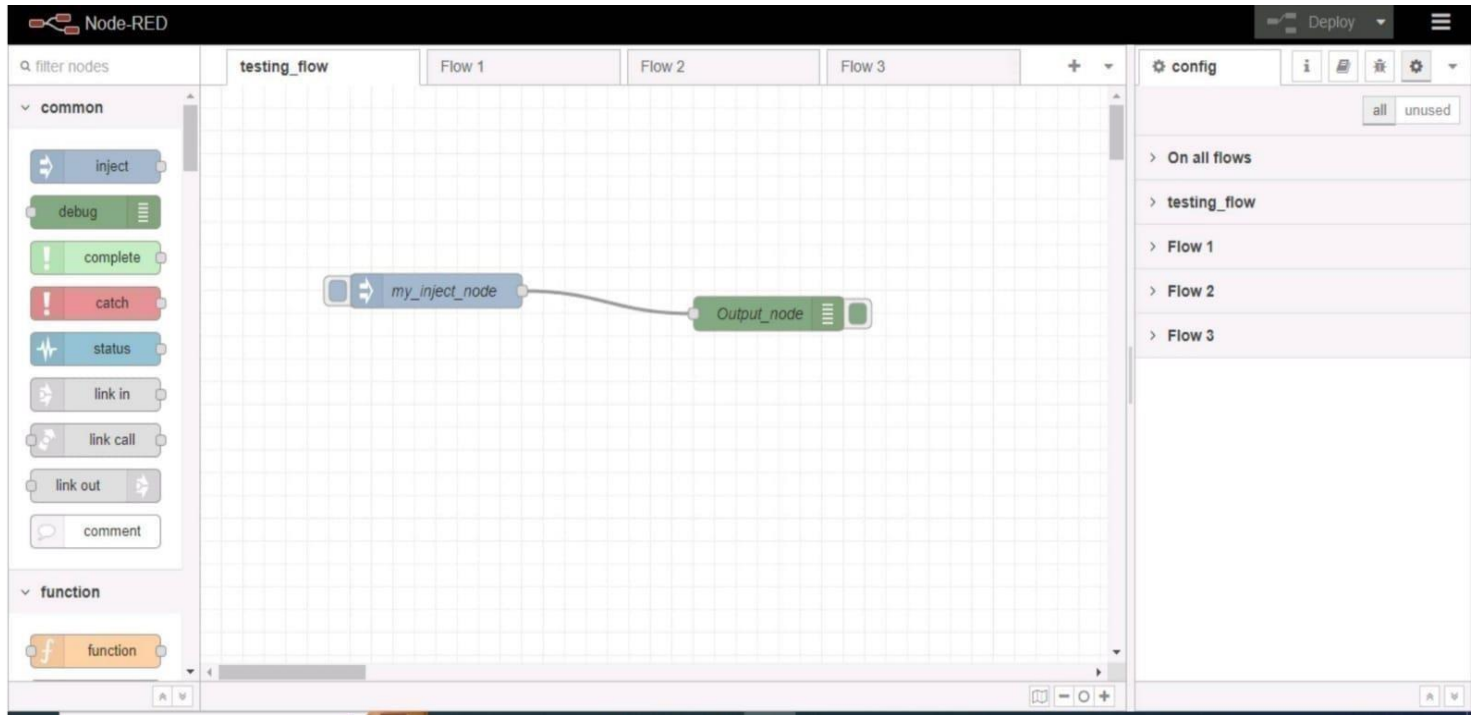 Node-RED
Deploy
filter nodes
testing_flow
Flow 1
Flow 2
Flow 3
config
i
all
unused
common
inject
debug
complete
catch
status
link in
link call
link out
comment
function
function
my_inject_node
Output_node
On all flows
testing_flow
Flow 1
Flow 2
Flow 3